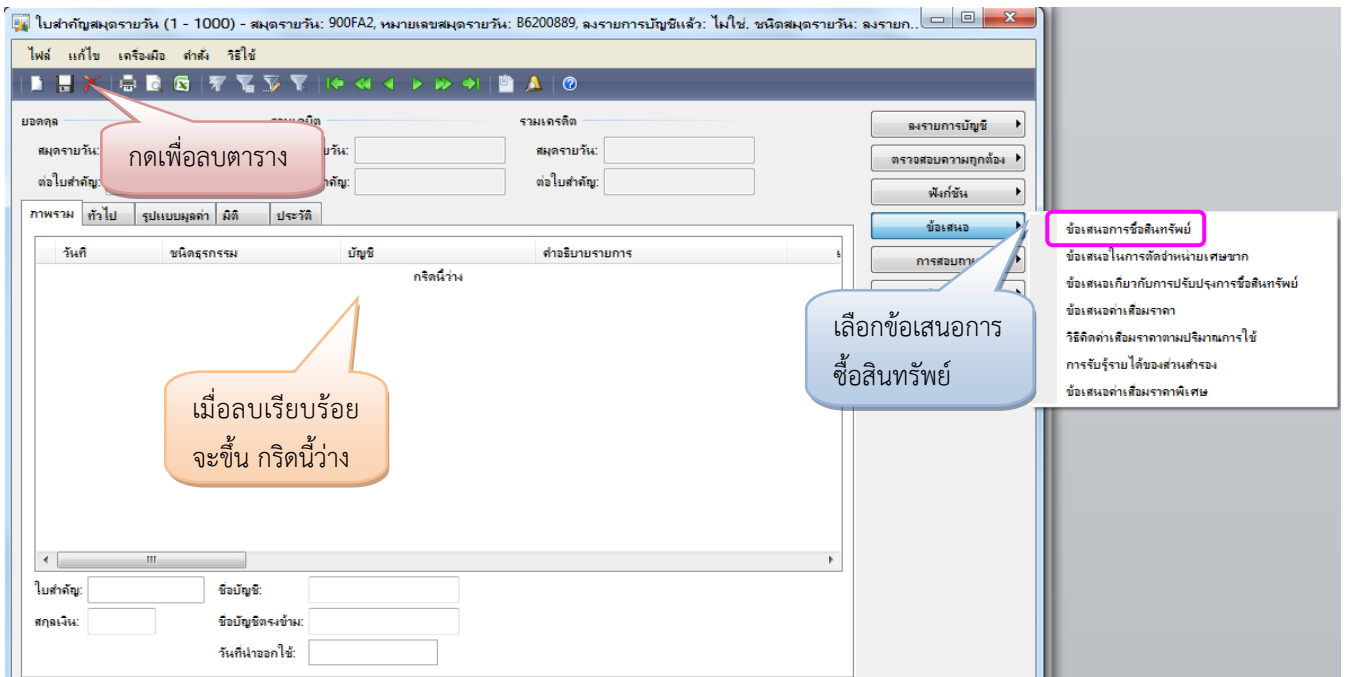 ใบสำคัญสมุดรายวัน (1 - 1000) - สมุดรายวัน: 900FA2, หมายเลขสมุดรายวัน: B6200889, ลงรายการบัญชีแล้ว: ไม่ใช่, ชนิดสมุดรายวัน: ลงรายก..
ไฟล์ แก้ไข เครื่องมือ คำสั่ง วิธีใช้
ยอดดุล รวมเดบิต รวมเครดิต
สมุดรายวัน: ยวัน: สมุดรายวัน:
ต่อใบสำคัญ: ำคัญ: ต่อใบสำคัญ:
กดเพื่อลบตาราง
ภาพรวม ทั่วไป รูปแบบมูลค่า มิติ ประวัติ
วันที่ ชนิดธุรกรรม บัญชี คำอธิบายรายการ เ
กริดนี้ว่าง
เมื่อลบเรียบร้อย
จะขึ้น กริดนี้ว่าง
ใบสำคัญ: ชื่อบัญชี:
สกุลเงิน: ชื่อบัญชีตรงข้าม:
วันที่นำออกใช้:
ลงรายการบัญชี
ตรวจสอบความถูกต้อง
ฟังก์ชัน
ข้อเสนอ
การสอบถาม
เลือกข้อเสนอการ
ซื้อสินทรัพย์
ข้อเสนอการซื้อสินทรัพย์
ข้อเสนอในการตัดจำหน่ายเศษซาก
ข้อเสนอเกี่ยวกับการปรับปรุงการซื้อสินทรัพย์
ข้อเสนอค่าเสื่อมราคา
วิธีคิดค่าเสื่อมราคาตามปริมาณการใช้
การรับรู้รายได้ของส่วนสำรอง
ข้อเสนอค่าเสื่อมราคาพิเศษ